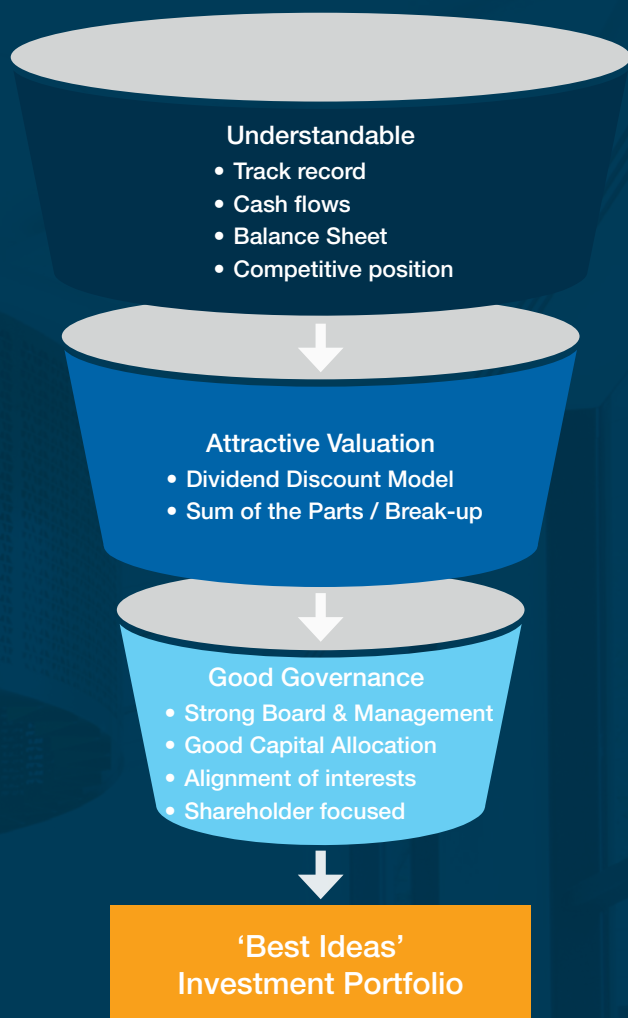 Understandable
• Track record
• Cash flows
• Balance Sheet
• Competitive position
Attractive Valuation
• Dividend Discount Model
• Sum of the Parts / Break-up
Good Governance
• Strong Board & Management
• Good Capital Allocation
• Alignment of interests
• Shareholder focused
‘Best Ideas’
Investment Portfolio